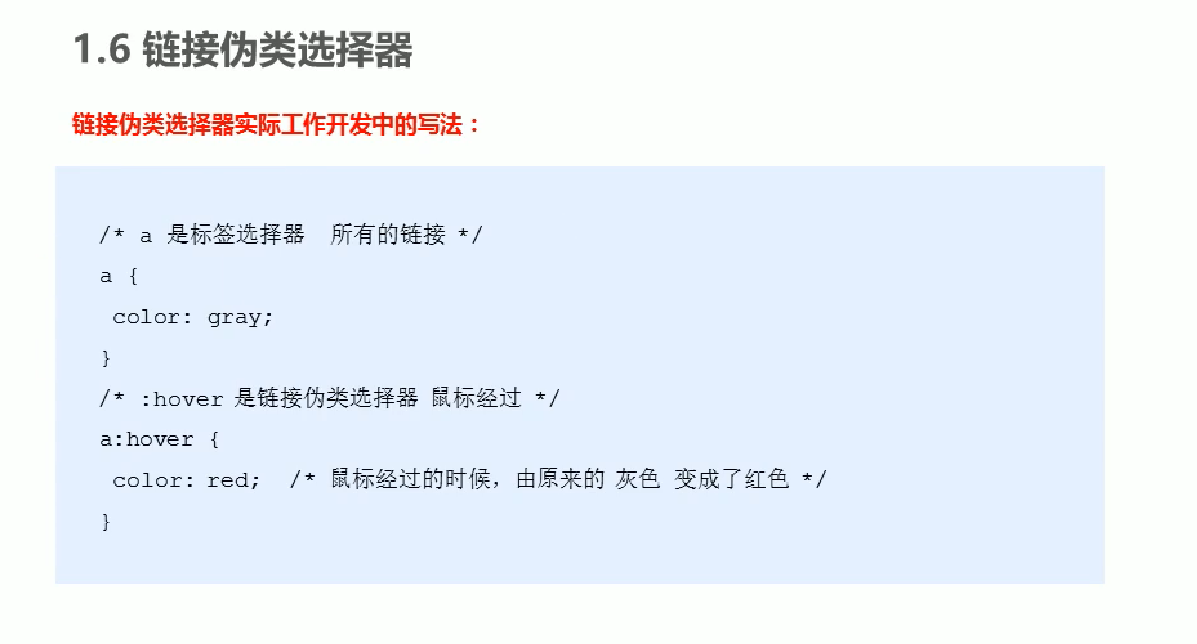 1.6 链接伪类选择器
链接伪类选择器实际工作开发中的写法：
/* a 是标签选择器  所有的链接 */
a {
 color: gray;
}
/* :hover 是链接伪类选择器 鼠标经过 */
a:hover {
 color: red;  /* 鼠标经过的时候，由原来的 灰色 变成了红色 */
}